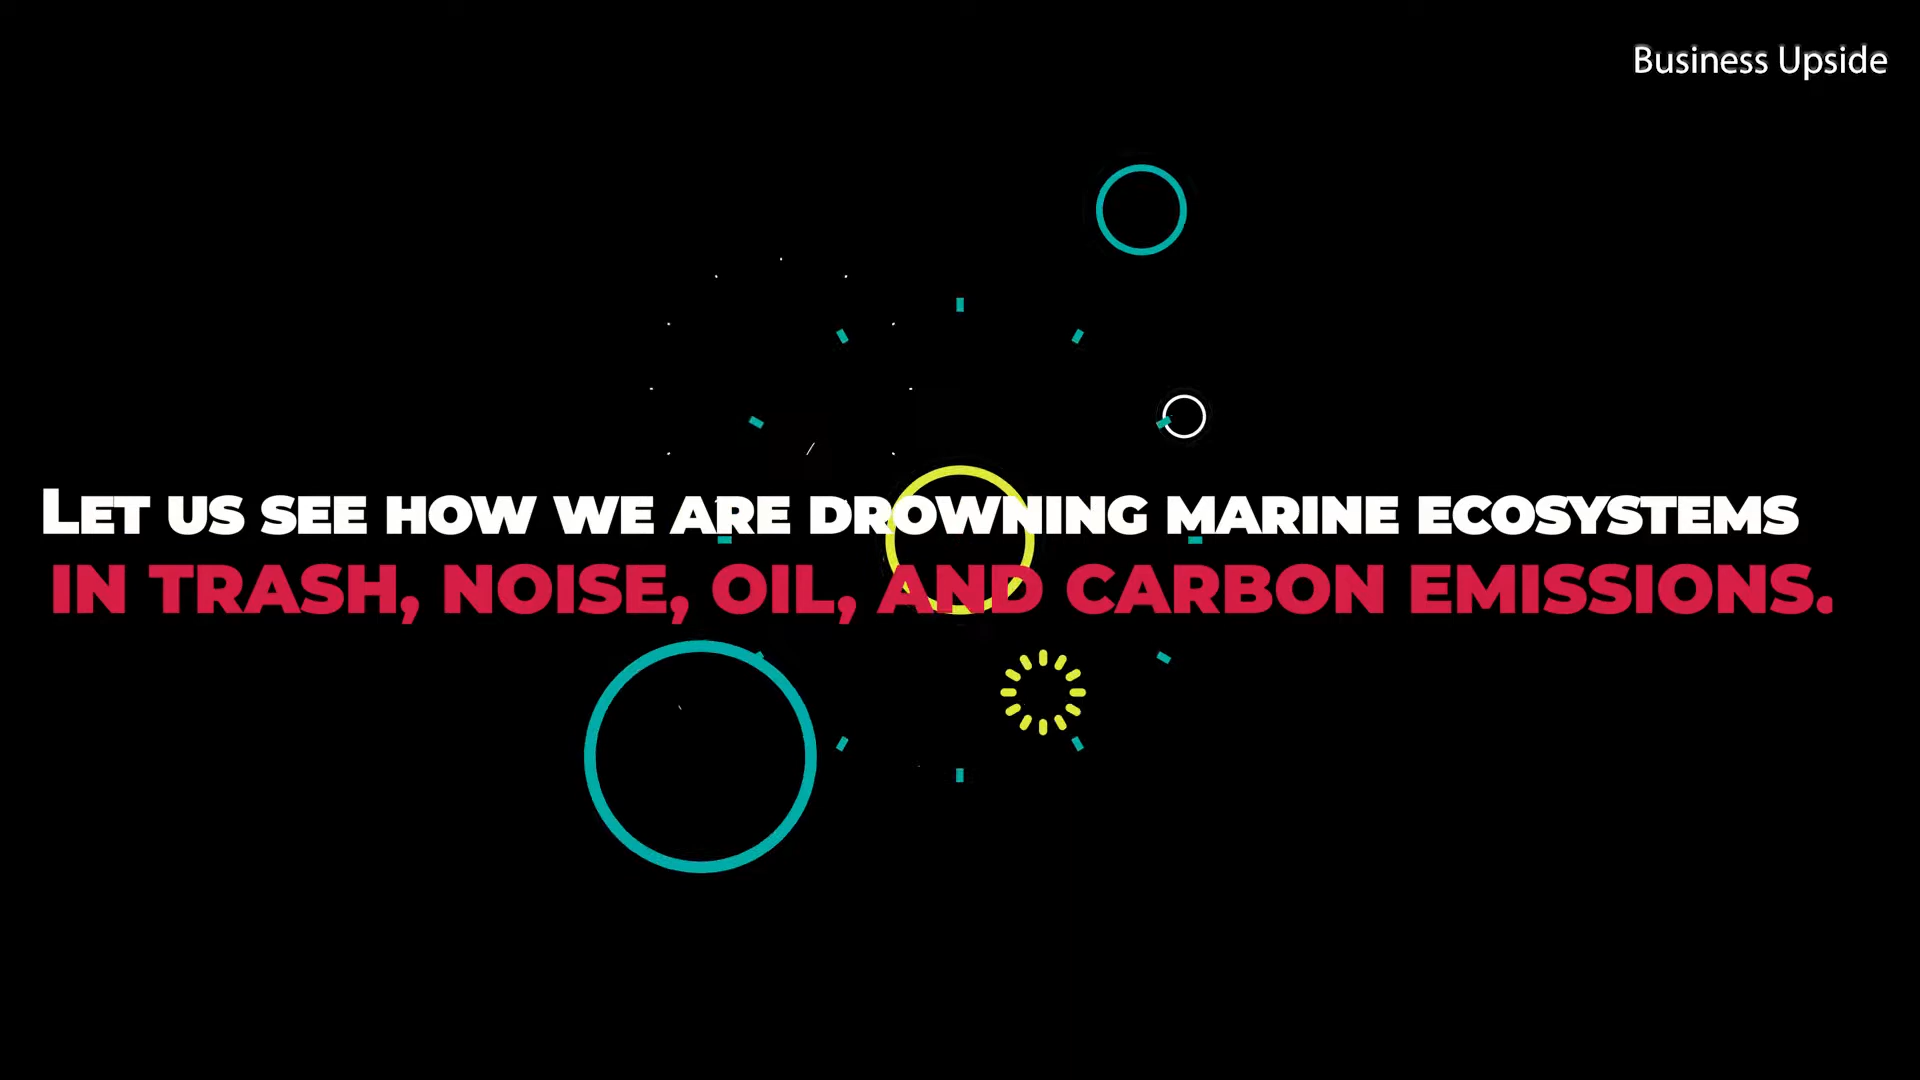 Business Upside
LET US SEE HOW WE ARE DROWNING MARINE ECOSYSTEMS
IN TRASH, NOISE, OIL, AND CARBON EMISSIONS.